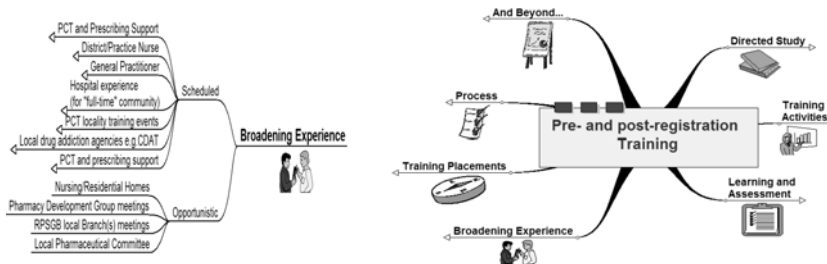 PCT and Prescribing Support
District/Practice Nurse
General Practitioner
Hospital experience
(for "full-time" community)
PCT locality training events
Local drug addiction agencies e.g CDAT
PCT and prescribing support
Scheduled
Nursing/Residential Homes
Pharmacy Development Group meetings
RPSGB local Branch(s) meetings
Local Pharmaceutical Committee
Opportunistic
Broadening Experience
And Beyond...
Process
Training Placements
Broadening Experience
Pre- and post-registration
Training
Directed Study
Training
Activities
Learning and
Assessment